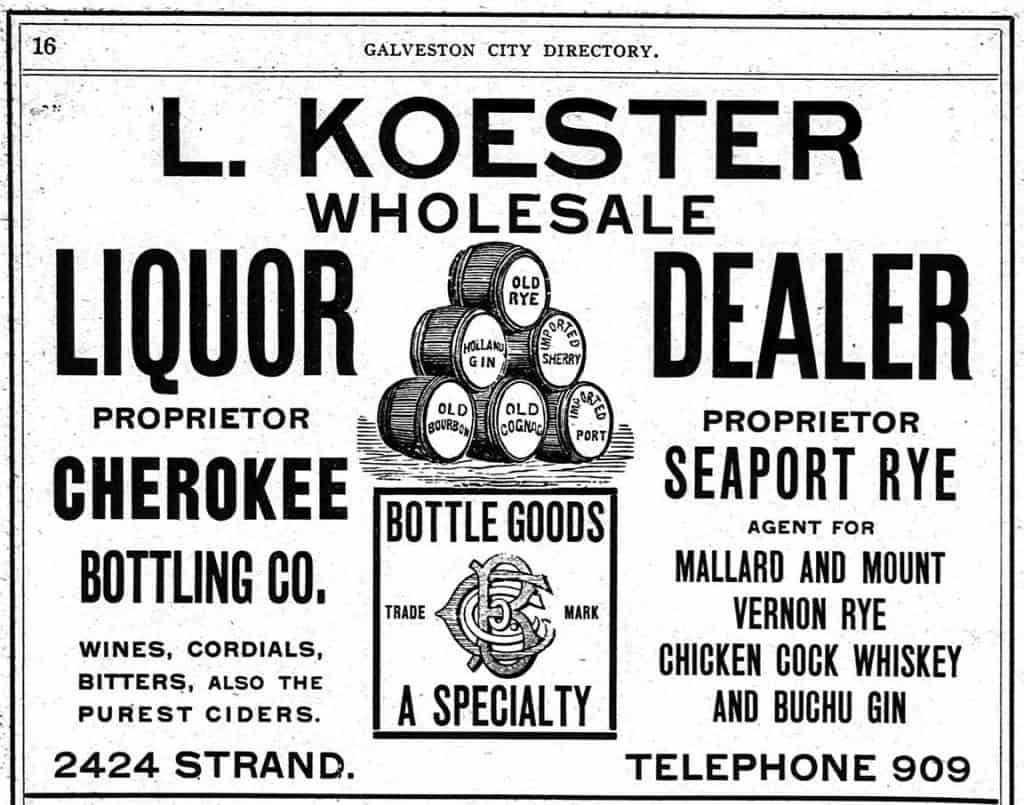 16
GALVESTON CITY DIRECTORY.
L. KOESTER
WHOLESALE
LIQUOR
DEALER
OLD
RYE
HOLLAND
GIN
IMPORTED
SHERRY
OLD
BOURBON
OLD
COGNAC
IMPORTED
PORT
PROPRIETOR
CHEROKEE
BOTTLING CO.
WINES, CORDIALS,
BITTERS, ALSO THE
PUREST CIDERS.
2424 STRAND.
BOTTLE GOODS
TRADE MARK
A SPECIALTY
PROPRIETOR
SEAPORT RYE
AGENT FOR
MALLARD AND MOUNT
VERNON RYE
CHICKEN COCK WHISKEY
AND BUCHU GIN
TELEPHONE 909